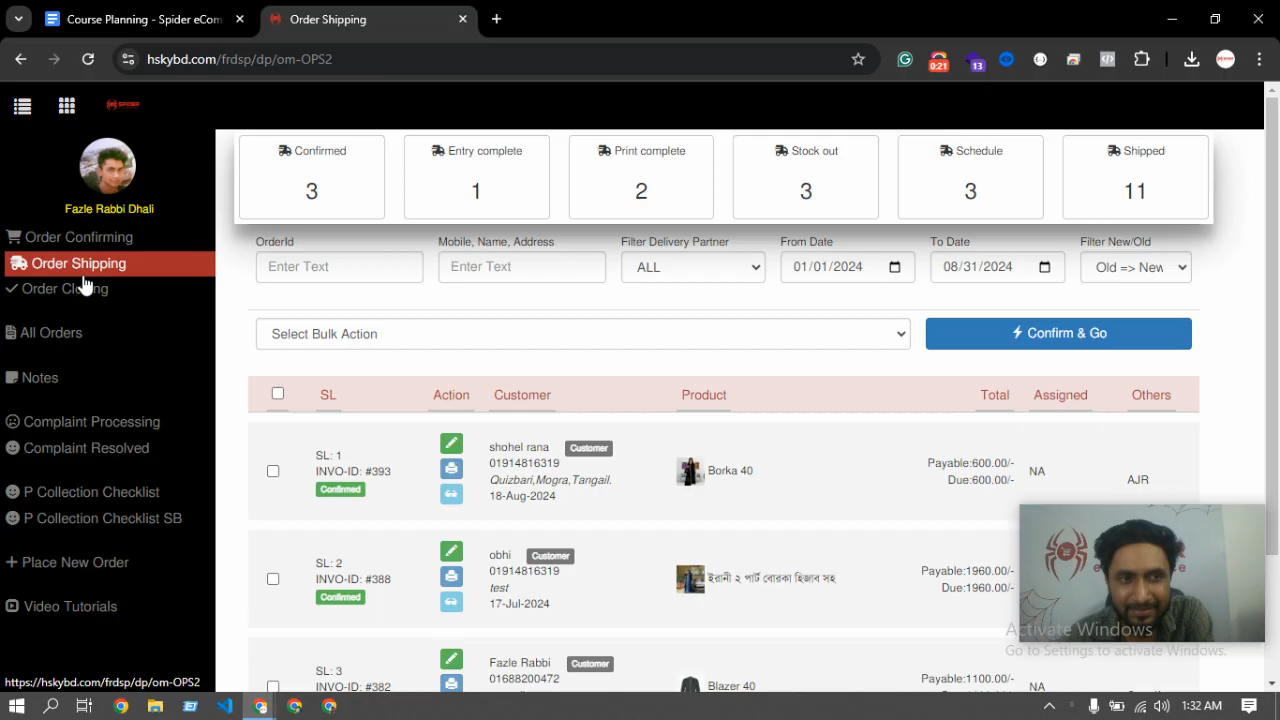 Course Planning - Spider eCom
Order Shipping
hskybd.com/frdsp/dp/om-OPS2
0:21
13
SPIDER
Fazle Rabbi Dhali
Order Confirming
Order Shipping
Order Closing
All Orders
Notes
Complaint Processing
Complaint Resolved
P Collection Checklist
P Collection Checklist SB
Place New Order
Video Tutorials
Confirmed
3
Entry complete
1
Print complete
2
Stock out
3
Schedule
3
Shipped
11
OrderId
Enter Text
Mobile, Name, Address
Enter Text
Filter Delivery Partner
ALL
From Date
01/01/2024
To Date
08/31/2024
Filter New/Old
Old => New
Select Bulk Action
Confirm & Go
SL Action Customer Product Total Assigned Others
SL: 1
INVO-ID: #393
Confirmed
shohel rana Customer
01914816319
Quizbari,Mogra,Tangail.
18-Aug-2024
Borka 40
Payable:600.00/-
Due:600.00/-
NA
AJR
SL: 2
INVO-ID: #388
Confirmed
obhi Customer
01914816319
test
17-Jul-2024
ইরানী ২ পার্ট বোরকা হিজাব সহ
Payable:1960.00/-
Due:1960.00/-
SL: 3
INVO-ID: #382
Fazle Rabbi Customer
01688200472
Blazer 40
Payable:1100.00/-
NA
Activate Windows
Go to Settings to activate Windows.
https://hskybd.com/frdsp/dp/om-OPS2
1:32 AM